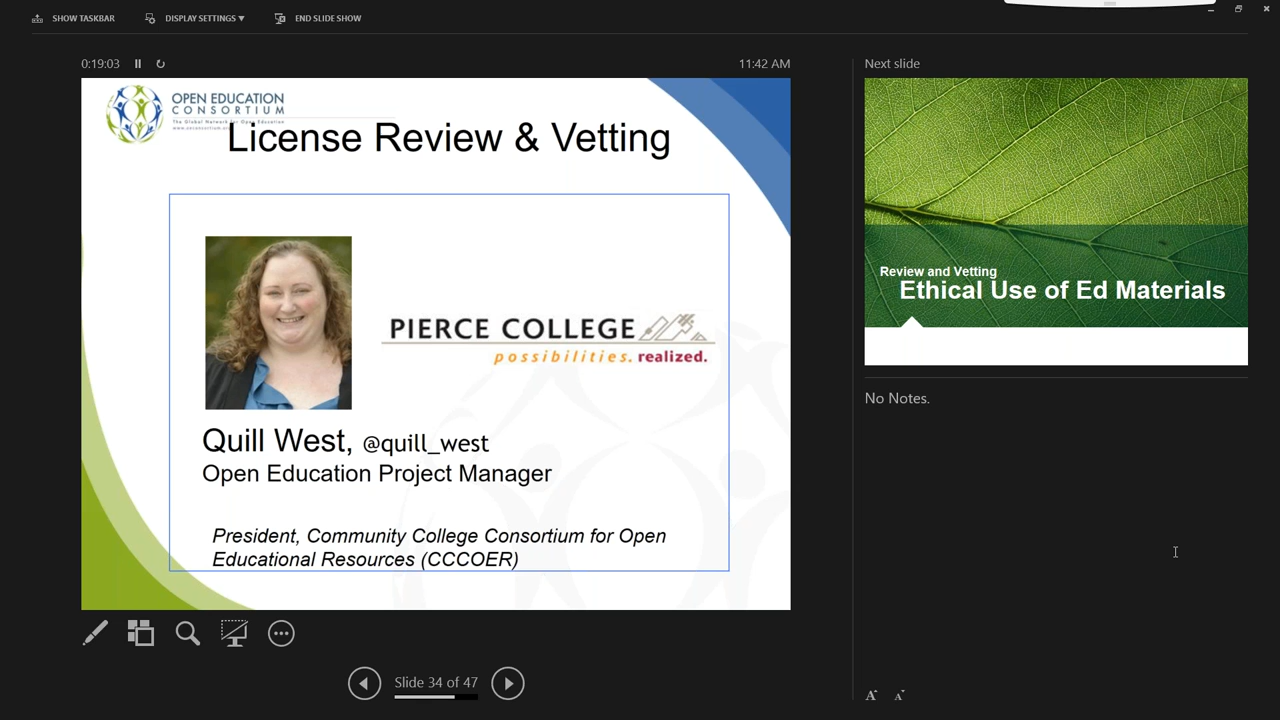 SHOW TASKBAR
DISPLAY SETTINGS ▼
END SLIDE SHOW
0:19:03
11:42 AM
OPEN EDUCATION
CONSORTIUM
The Global Network for Open Education
License Review & Vetting
PIERCE COLLEGE
possibilities. realized.
Quill West, @quill_west
Open Education Project Manager
President, Community College Consortium for Open
Educational Resources (CCCOER)
Slide 34 of 47
Next slide
Review and Vetting
Ethical Use of Ed Materials
No Notes.
A A